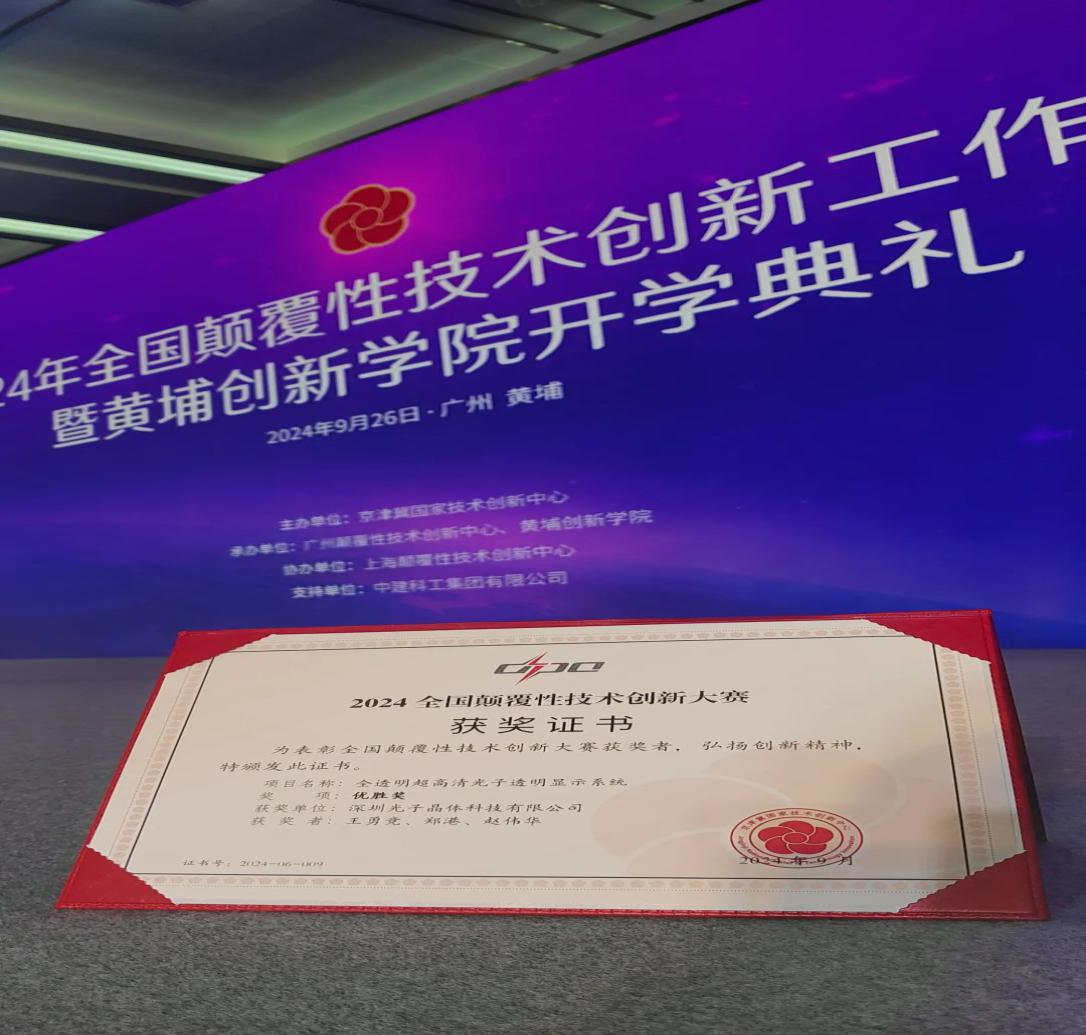 24年全国颠覆性技术创新工作
暨黄埔创新学院开学典礼
2024年9月26日·广州 黄埔
主办单位：京津冀国家技术创新中心
承办单位：广州颠覆性技术创新中心、黄埔创新学院
协办单位：上海颠覆性技术创新中心
支持单位：中建科工集团有限公司
2024 全国颠覆性技术创新大赛
获奖证书
为表彰全国颠覆性技术创新大赛获奖者，弘扬创新精神，
特颁发此证书。
项目名称：全透明超高清光子透明显示系统
奖 项：优胜奖
获奖单位：深圳光子晶体科技有限公司
获 奖 者：王勇竞、郑港、赵伟华
京津冀国家技术创新中心
2024年9月
证书号：2024-06-009